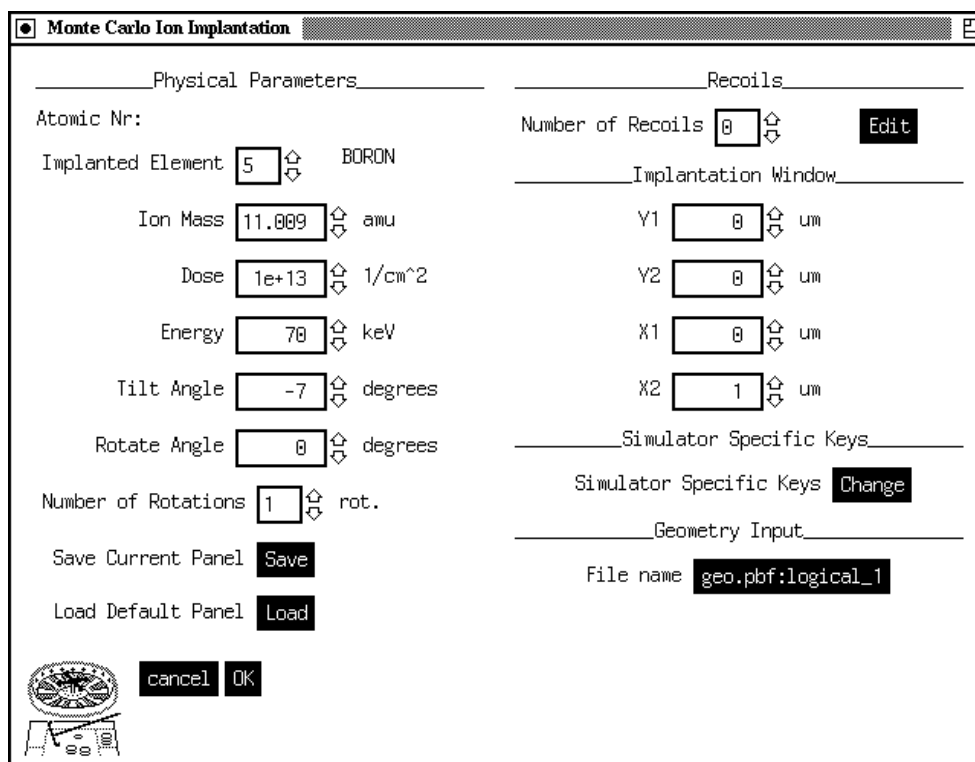 Monte Carlo Ion Implantation
Physical Parameters
Atomic Nr:
Implanted Element 5 BORON
Ion Mass 11.009 amu
Dose 1e+13 1/cm^2
Energy 70 keV
Tilt Angle -7 degrees
Rotate Angle 0 degrees
Number of Rotations 1 rot.
Save Current Panel Save
Load Default Panel Load
cancel OK
Recoils
Number of Recoils 0 Edit
Implantation Window
Y1 0 um
Y2 0 um
X1 0 um
X2 1 um
Simulator Specific Keys
Simulator Specific Keys Change
Geometry Input
File name geo.pbf:logical_1